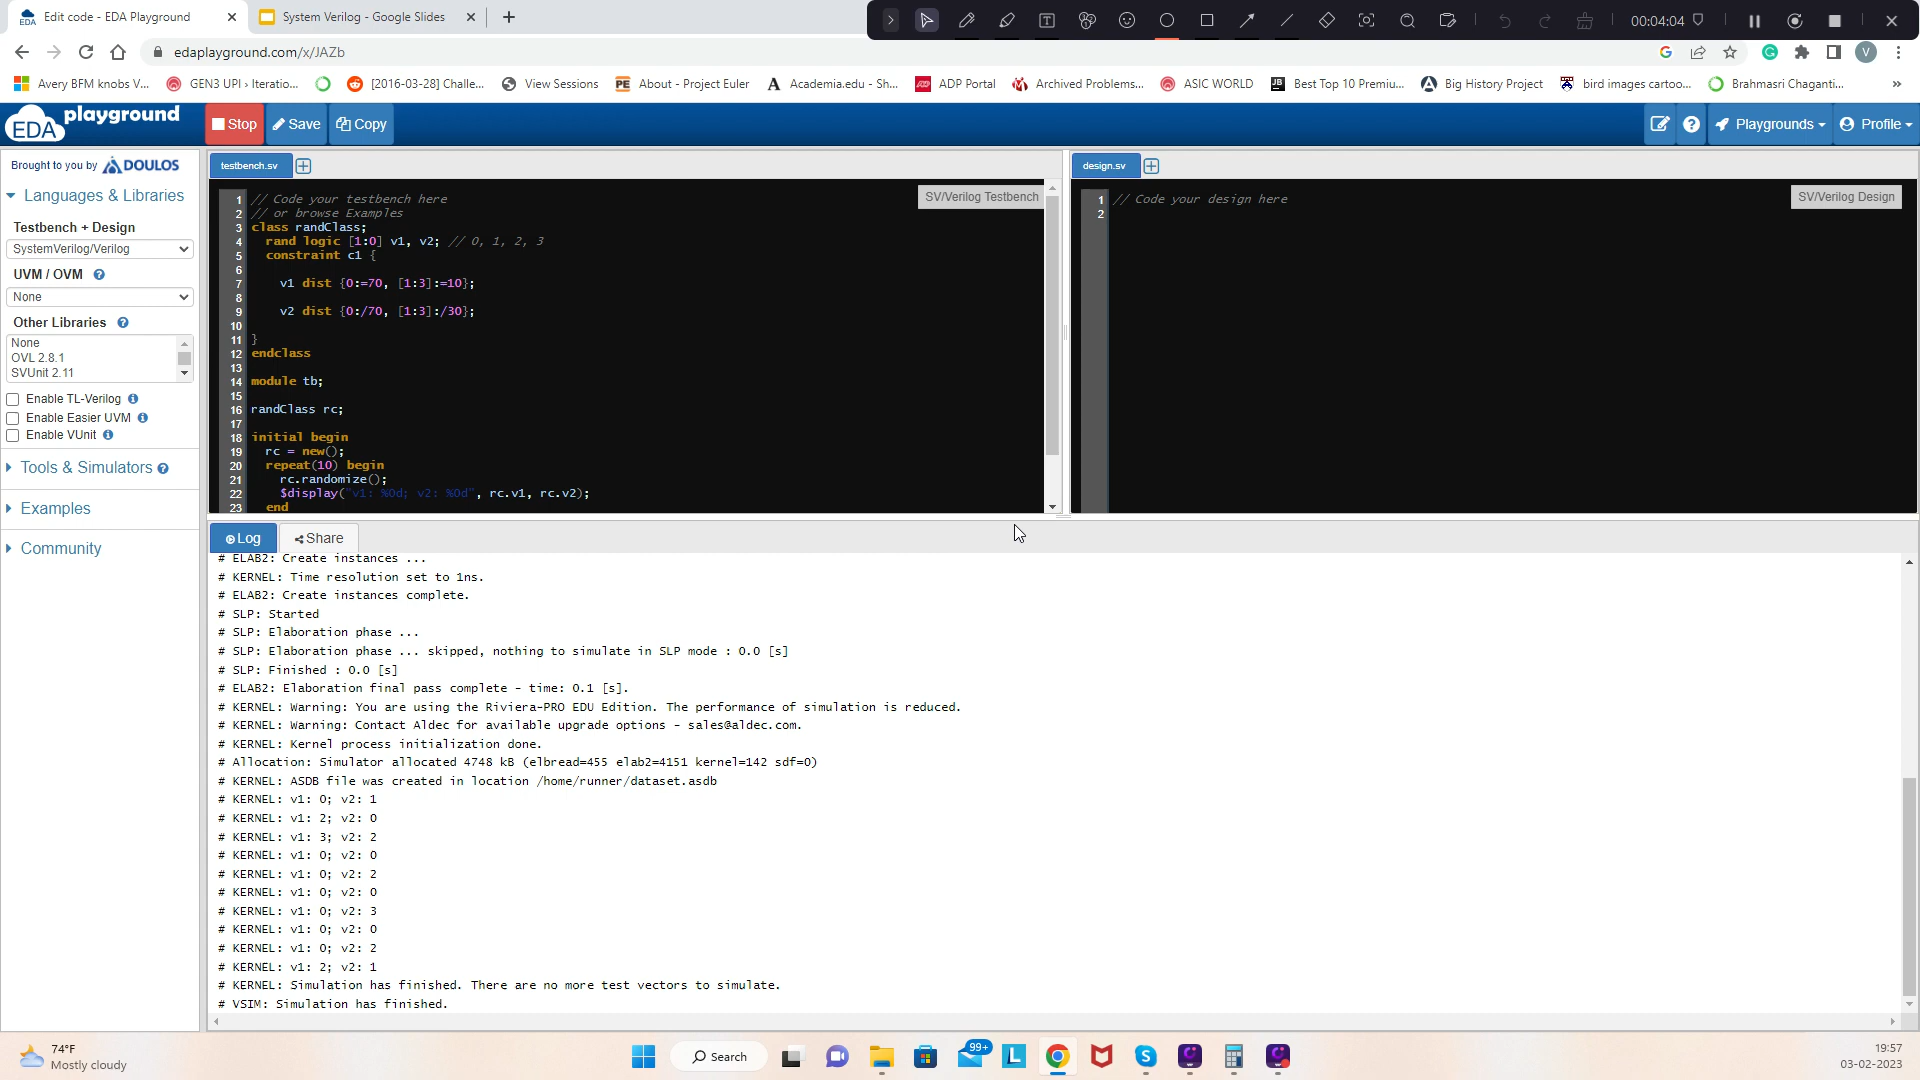 Edit code - EDA Playground
System Verilog - Google Slides
00:04:04
edaplayground.com/x/JAZb
V
Avery BFM knobs V...
GEN3 UPI › Iteratio...
[2016-03-28] Challe...
View Sessions
PE About - Project Euler
A Academia.edu - Sh...
ADP Portal
Archived Problems...
ASIC WORLD
JB Best Top 10 Premiu...
Big History Project
bird images cartoo...
Brahmasri Chaganti...
EDA playground
Stop
Save
Copy
Playgrounds
Profile
Brought to you by DOULOS
Languages & Libraries
Testbench + Design
SystemVerilog/Verilog
UVM / OVM
None
Other Libraries
None
OVL 2.8.1
SVUnit 2.11
Enable TL-Verilog
Enable Easier UVM
Enable VUnit
Tools & Simulators
Examples
Community
testbench.sv
SV/Verilog Testbench
1 // Code your testbench here
2 // or browse Examples
3 class randClass;
4 rand logic [1:0] v1, v2; // 0, 1, 2, 3
5 constraint c1 {
6
7 v1 dist {0:=70, [1:3]:=10};
8
9 v2 dist {0:/70, [1:3]:/30};
10
11 }
12 endclass
13
14 module tb;
15
16 randClass rc;
17
18 initial begin
19 rc = new();
20 repeat(10) begin
21 rc.randomize();
22 $display("v1: %0d; v2: %0d", rc.v1, rc.v2);
23 end
design.sv
SV/Verilog Design
1 // Code your design here
2
Log
Share
# ELAB2: Create instances ...
# KERNEL: Time resolution set to 1ns.
# ELAB2: Create instances complete.
# SLP: Started
# SLP: Elaboration phase ...
# SLP: Elaboration phase ... skipped, nothing to simulate in SLP mode : 0.0 [s]
# SLP: Finished : 0.0 [s]
# ELAB2: Elaboration final pass complete - time: 0.1 [s].
# KERNEL: Warning: You are using the Riviera-PRO EDU Edition. The performance of simulation is reduced.
# KERNEL: Warning: Contact Aldec for available upgrade options - sales@aldec.com.
# KERNEL: Kernel process initialization done.
# Allocation: Simulator allocated 4748 kB (elbread=455 elab2=4151 kernel=142 sdf=0)
# KERNEL: ASDB file was created in location /home/runner/dataset.asdb
# KERNEL: v1: 0; v2: 1
# KERNEL: v1: 2; v2: 0
# KERNEL: v1: 3; v2: 2
# KERNEL: v1: 0; v2: 0
# KERNEL: v1: 0; v2: 2
# KERNEL: v1: 0; v2: 0
# KERNEL: v1: 0; v2: 3
# KERNEL: v1: 0; v2: 0
# KERNEL: v1: 0; v2: 2
# KERNEL: v1: 2; v2: 1
# KERNEL: Simulation has finished. There are no more test vectors to simulate.
# VSIM: Simulation has finished.
74°F
Mostly cloudy
Search
99+
19:57
03-02-2023